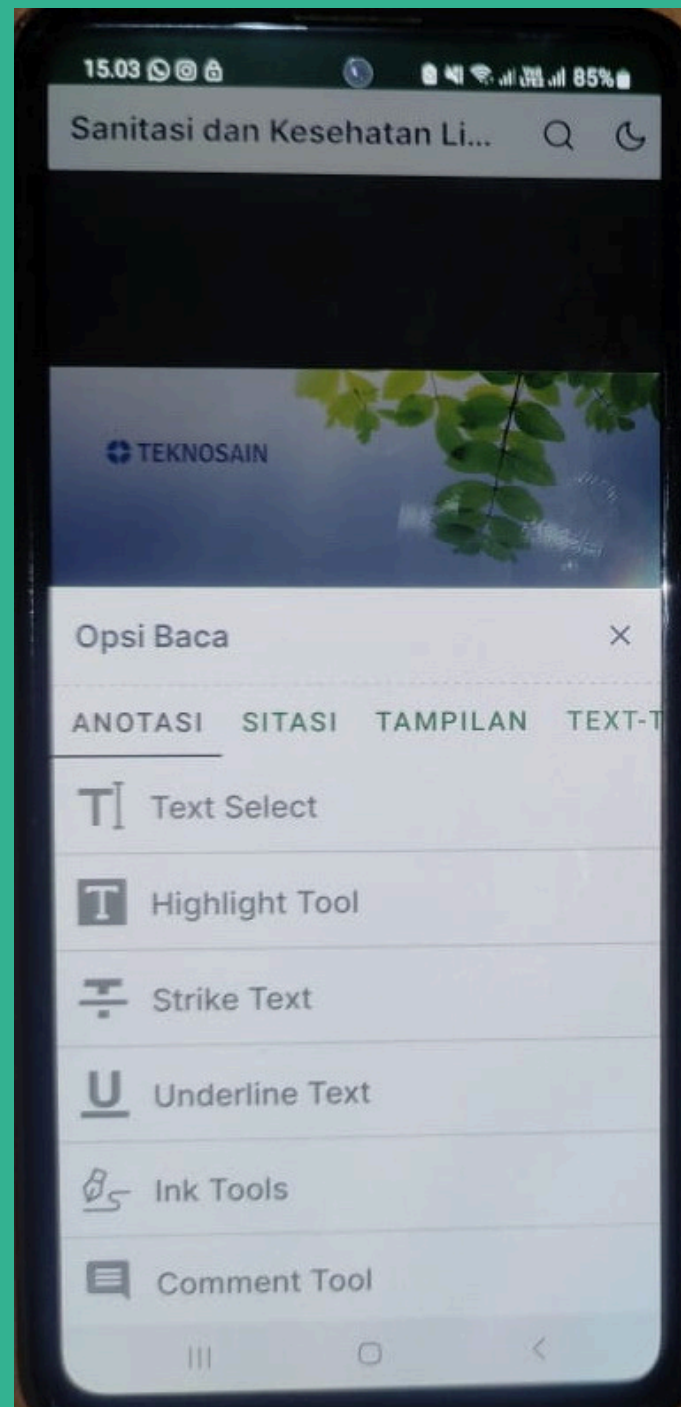 15.03 85%
Sanitasi dan Kesehatan Li...
TEKNOSAIN
Opsi Baca
ANOTASI SITASI TAMPILAN TEXT-T
Text Select
Highlight Tool
Strike Text
Underline Text
Ink Tools
Comment Tool